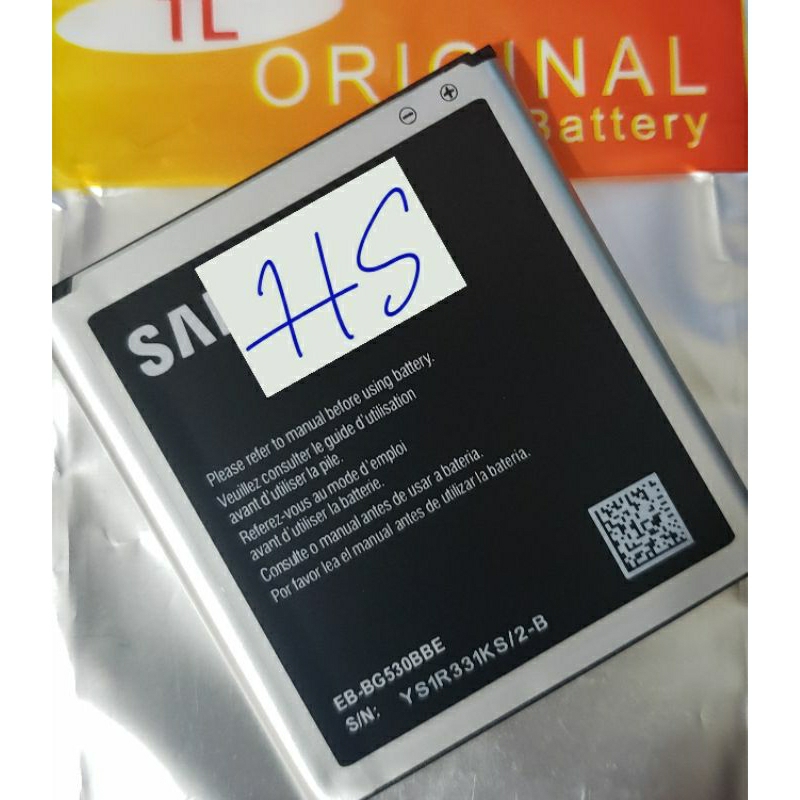 TL
ORIGINAL
Battery
HS
Please refer to manual before using battery.
Veuillez consulter le guide d'utilisation
avant d'utiliser la pile.
Referez-vous au mode d'emploi
avant d'utiliser la batterie.
Consulte o manual antes de usar a bateria.
Por favor lea el manual antes de utilizar la bateria.
EB-BG530BBE
S/N: YS1R331KS/2-B